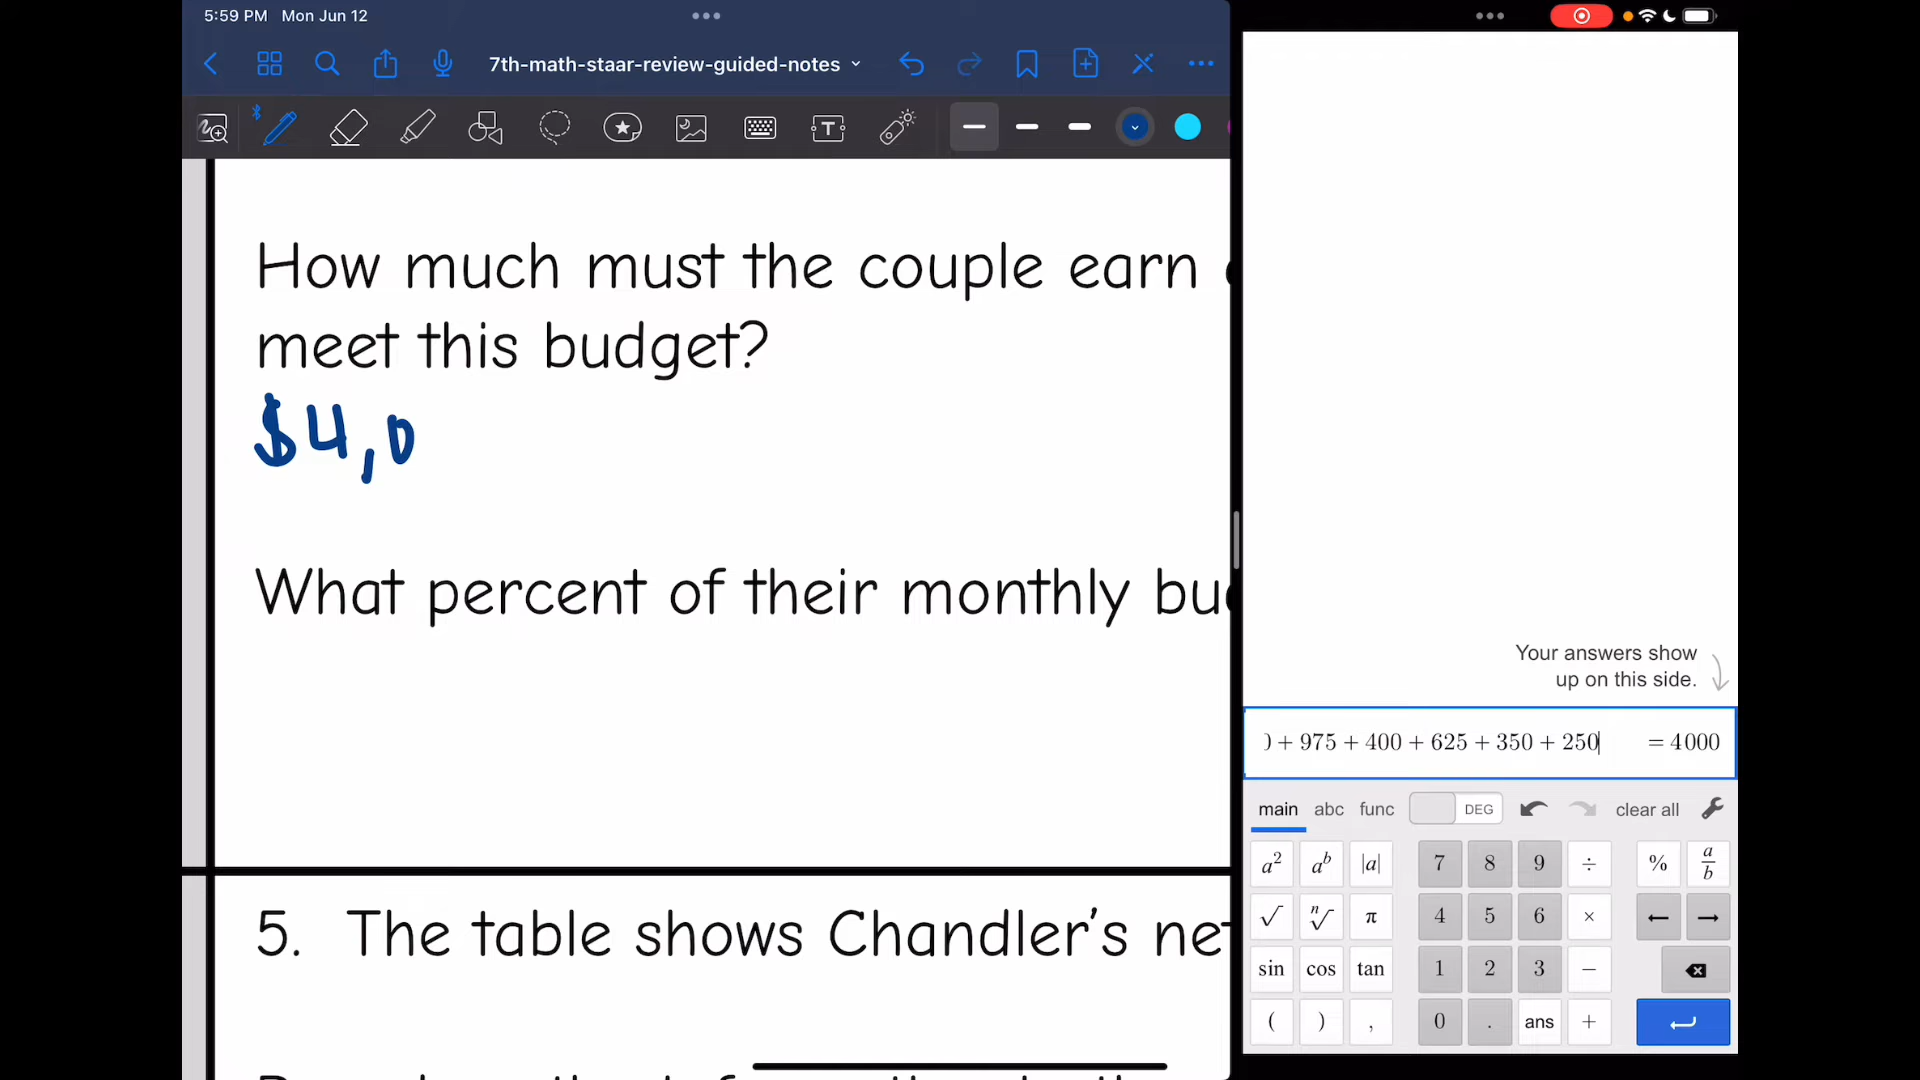 5:59 PM Mon Jun 12
7th-math-staar-review-guided-notes
T
How much must the couple earn
meet this budget?
$4,0
What percent of their monthly
5. The table shows Chandler's
Your answers show
up on this side.
) + 975 + 400 + 625 + 350 + 250 = 4000
main abc func DEG clear all
a² aᵇ |a| 7 8 9 ÷ % a/b
√ ⁿ√ π 4 5 6 × ← →
sin cos tan 1 2 3 −
( ) , 0 . ans +